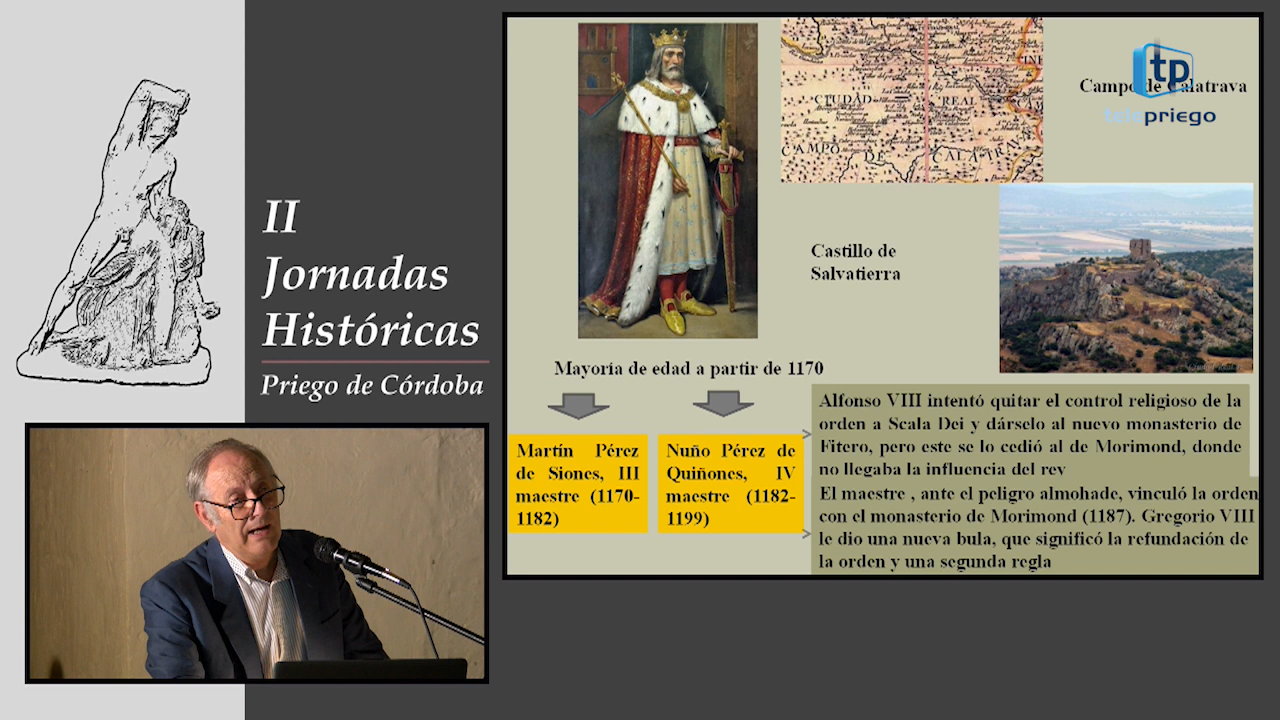 II
Jornadas
Históricas
Priego de Córdoba
CIUDAD REAL
CAMPO DE CALATRAVA
Campo de Calatrava
tp
telepriego
Castillo de
Salvatierra
Mayoría de edad a partir de 1170
Martín Pérez
de Siones, III
maestre (1170-
1182)
Nuño Pérez de
Quiñones, IV
maestre (1182-
1199)
Alfonso VIII intentó quitar el control religioso de la
orden a Scala Dei y dárselo al nuevo monasterio de
Fitero, pero este se lo cedió al de Morimond, donde
no llegaba la influencia del rey
El maestre , ante el peligro almohade, vinculó la orden
con el monasterio de Morimond (1187). Gregorio VIII
le dio una nueva bula, que significó la refundación de
la orden y una segunda regla